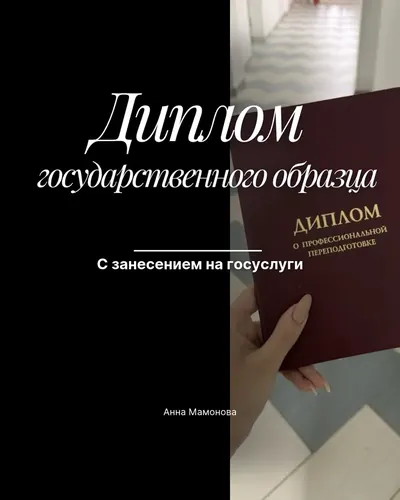 Диплом
государственного образца
С занесением на госуслуги
ДИПЛОМ
О ПРОФЕССИОНАЛЬНОЙ
ПЕРЕПОДГОТОВКЕ
Анна Мамонова